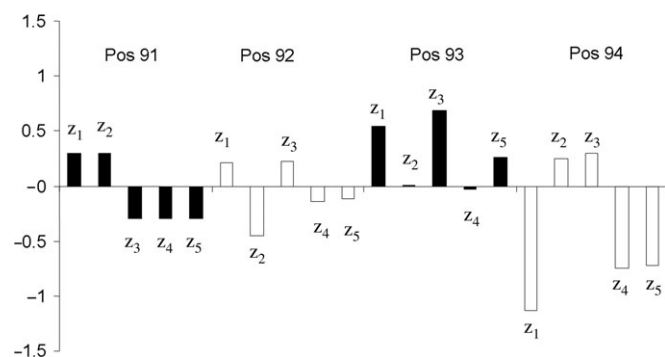 1.5
Pos 91 Pos 92 Pos 93 Pos 94
1
z₃
z₁ z₂ z₁ z₃ z₁ z₂ z₅ z₂ z₃
0.5
−0
z₃ z₄ z₅ z₂ z₄ z₅ z₄
−0.5
z₄ z₅
−1
z₁
−1.5